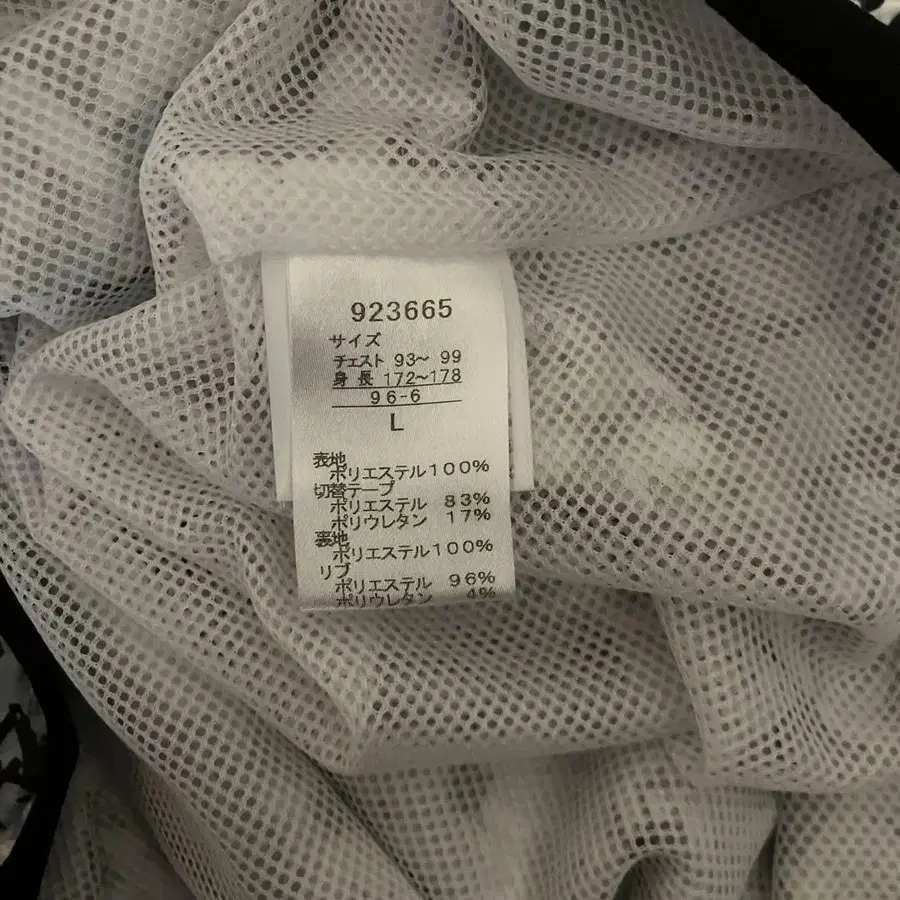 923665
サイズ
チェスト 93～ 99
身 長 172～178
96-6
L
表地
ポリエステル100%
切替テープ
ポリエステル 83%
ポリウレタン 17%
裏地
ポリエステル100%
リブ
ポリエステル 96%
ポリウレタン 4%